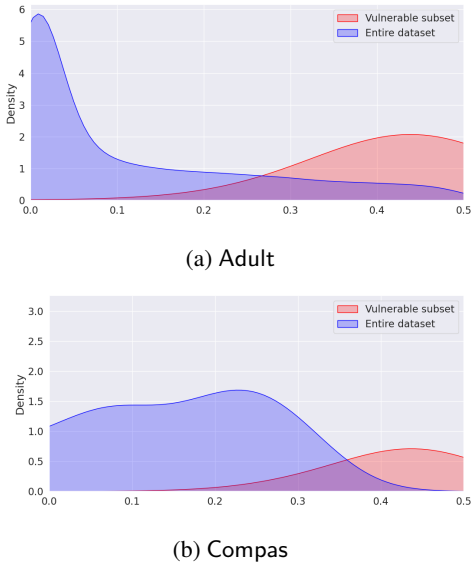 6
5
4
3
2
1
0
Density
Vulnerable subset
Entire dataset
0.0 0.1 0.2 0.3 0.4 0.5
(a) Adult
3.0
2.5
2.0
1.5
1.0
0.5
0.0
Density
Vulnerable subset
Entire dataset
0.0 0.1 0.2 0.3 0.4 0.5
(b) Compas